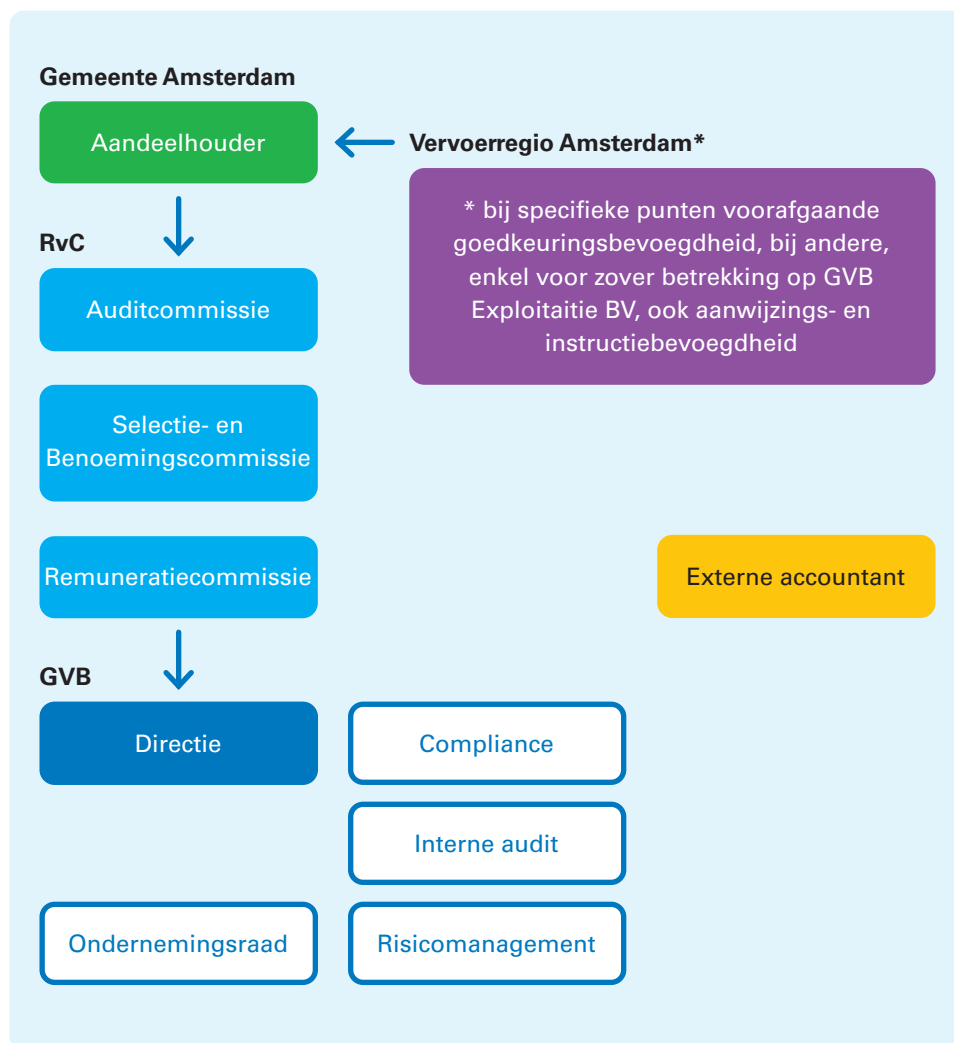 Gemeente Amsterdam
Aandeelhouder
Vervoerregio Amsterdam*
* bij specifieke punten voorafgaande
goedkeuringsbevoegdheid, bij andere,
enkel voor zover betrekking op GVB
Exploitaitie BV, ook aanwijzings- en
instructiebevoegdheid
RvC
Auditcommissie
Selectie- en
Benoemingscommissie
Remuneratiecommissie
Externe accountant
GVB
Directie
Compliance
Interne audit
Ondernemingsraad
Risicomanagement